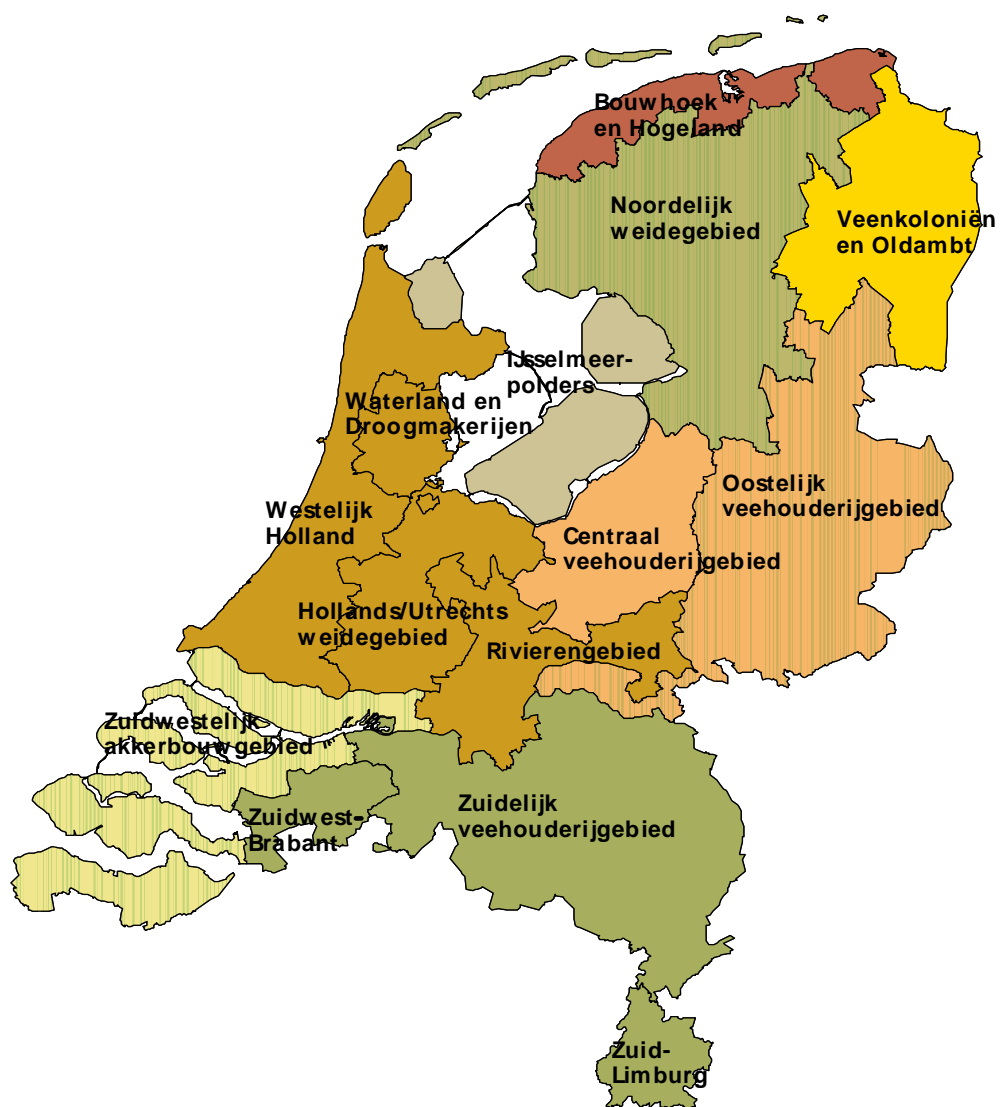 Bouwhoek
en Hogeland
Noordelijk
weidegebied
Veenkoloniën
en Oldambt
IJsselmeer-
polders
Waterland en
Droogmakerijen
Oostelijk
veehouderijgebied
Westelijk
Holland
Centraal
veehouderijgebied
Hollands/Utrechts
weidegebied
Rivierengebied
Zuidwestelijk
akkerbouwgebied
Zuidwest-
Brabant
Zuidelijk
veehouderijgebied
Zuid-
Limburg